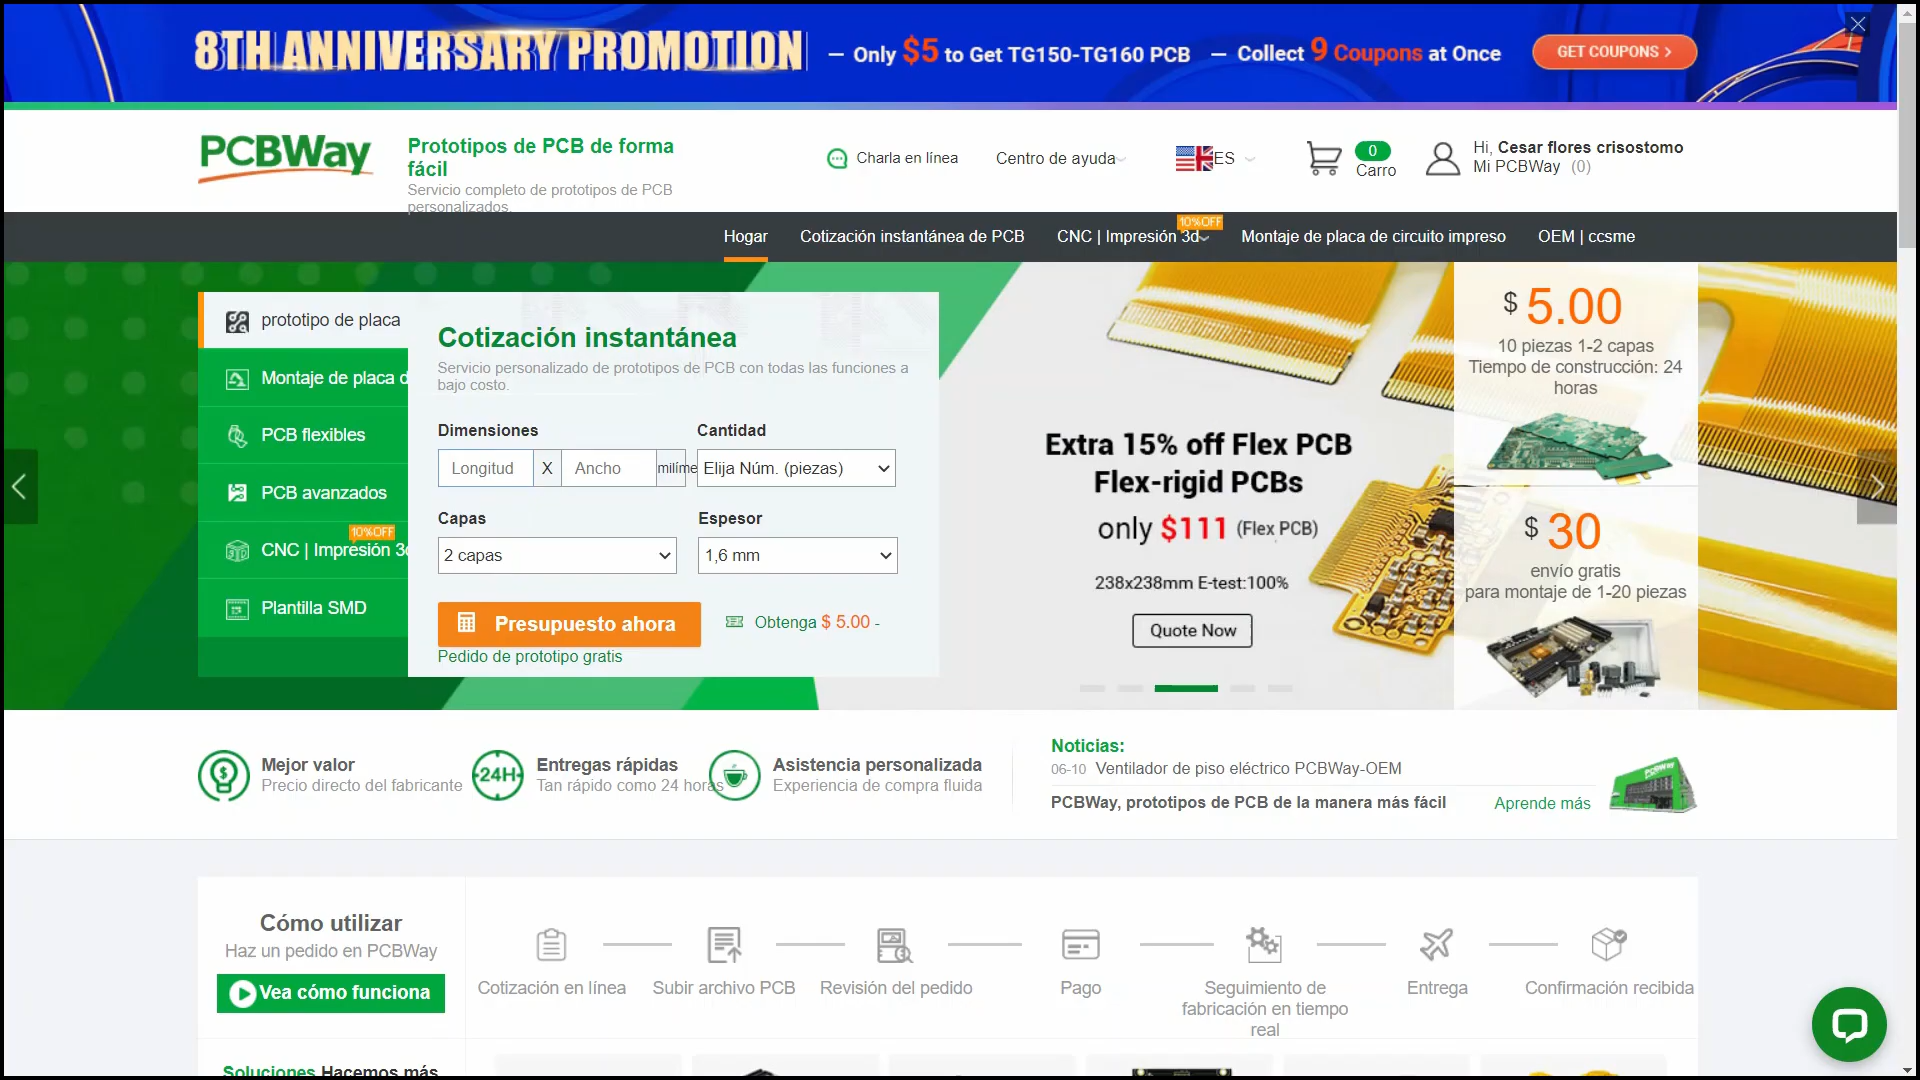 8TH ANNIVERSARY PROMOTION
— Only $5 to Get TG150-TG160 PCB — Collect 9 Coupons at Once
GET COUPONS >
PCBWay
Prototipos de PCB de forma
fácil
Servicio completo de prototipos de PCB
personalizados.
Charla en línea
Centro de ayuda
ES
0
Carro
Hi, Cesar flores crisostomo
Mi PCBWay (0)
10%OFF
Hogar
Cotización instantánea de PCB
CNC | Impresión 3d
Montaje de placa de circuito impreso
OEM | ccsme
prototipo de placa
Montaje de placa d
PCB flexibles
PCB avanzados
10%OFF
CNC | Impresión 3d
Plantilla SMD
Cotización instantánea
Servicio personalizado de prototipos de PCB con todas las funciones a
bajo costo.
Dimensiones
Cantidad
Longitud X Ancho milíme
Elija Núm. (piezas)
Capas
Espesor
2 capas
1,6 mm
Presupuesto ahora
Obtenga $ 5.00 -
Pedido de prototipo gratis
Extra 15% off Flex PCB
Flex-rigid PCBs
only $111 (Flex PCB)
238x238mm E-test:100%
Quote Now
$ 5.00
10 piezas 1-2 capas
Tiempo de construcción: 24
horas
$ 30
envío gratis
para montaje de 1-20 piezas
Mejor valor
Precio directo del fabricante
24H
Entregas rápidas
Tan rápido como 24 horas
Asistencia personalizada
Experiencia de compra fluida
Noticias:
06-10 Ventilador de piso eléctrico PCBWay-OEM
PCBWay, prototipos de PCB de la manera más fácil
Aprende más
PCBWay
Cómo utilizar
Haz un pedido en PCBWay
Vea cómo funciona
Cotización en línea
Subir archivo PCB
Revisión del pedido
Pago
Seguimiento de
fabricación en tiempo
real
Entrega
Confirmación recibida
Soluciones Hacemos más